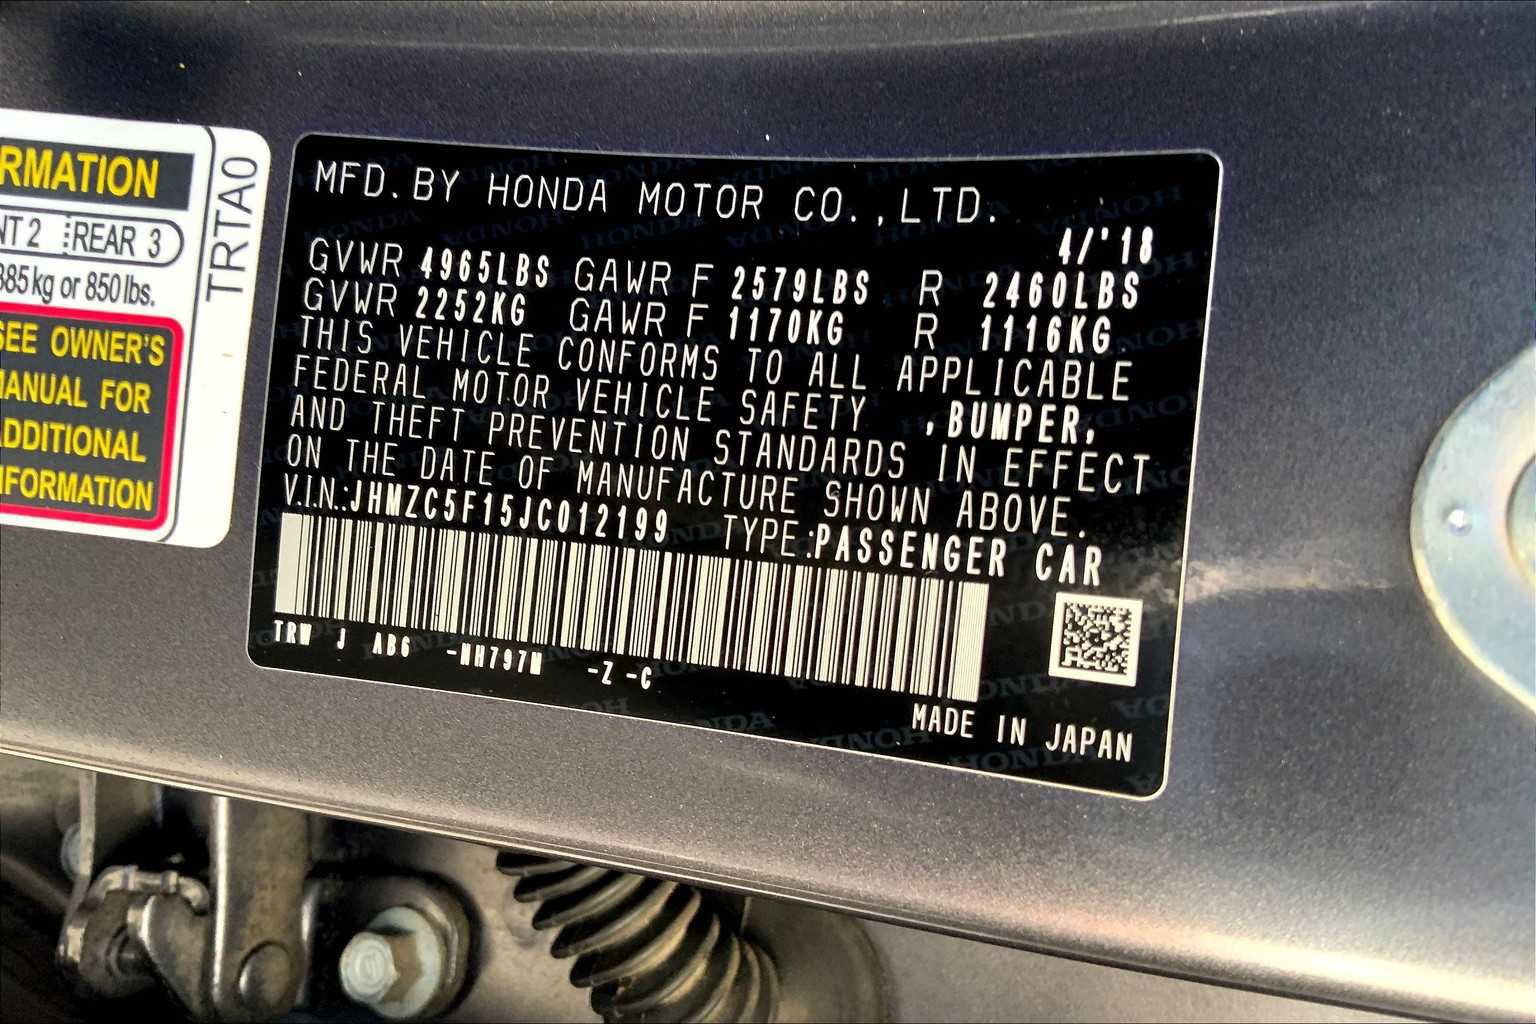 RMATION
NT 2 REAR 3
385 kg or 850 lbs.
SEE OWNER'S
MANUAL FOR
ADDITIONAL
INFORMATION
TRTA0
MFD. BY HONDA MOTOR CO., LTD.
4/'18
GVWR 4965LBS GAWR F 2579LBS R 2460LBS
GVWR 2252KG GAWR F 1170KG R 1116KG
THIS VEHICLE CONFORMS TO ALL APPLICABLE
FEDERAL MOTOR VEHICLE SAFETY ,BUMPER,
AND THEFT PREVENTION STANDARDS IN EFFECT
ON THE DATE OF MANUFACTURE SHOWN ABOVE.
V.I.N.:JHMZC5F15JC012199 TYPE:PASSENGER CAR
TRW J AB6 -NH797M -Z -C
MADE IN JAPAN